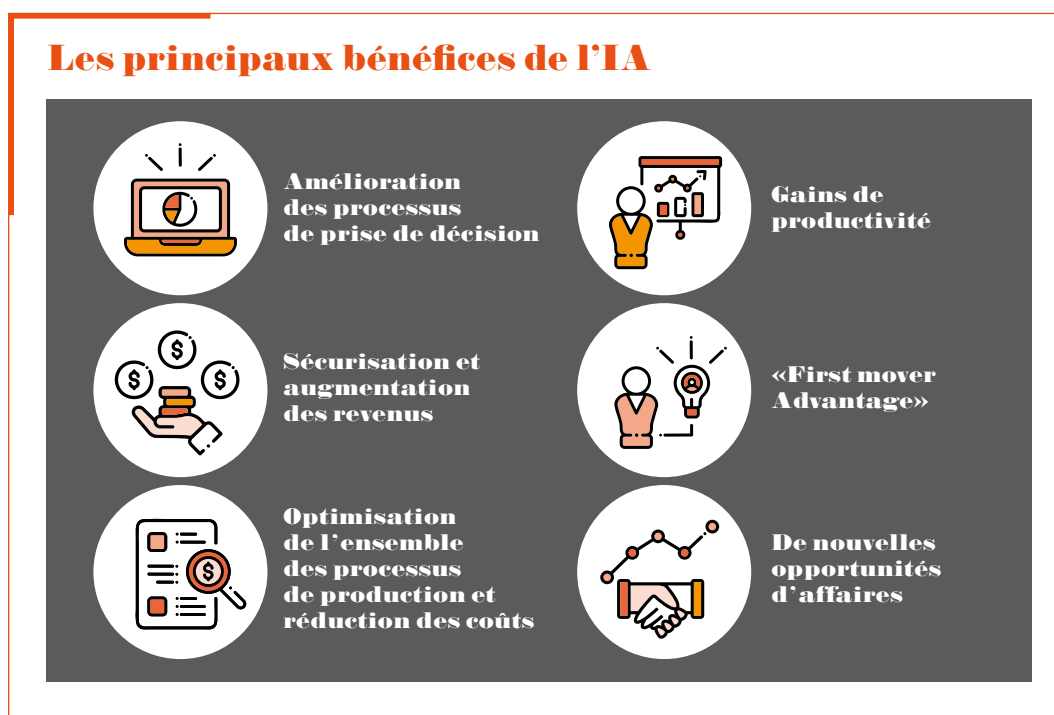 Les principaux bénéfices de l’IA
Amélioration
des processus
de prise de décision
Gains de
productivité
$
$
$
Sécurisation et
augmentation
des revenus
«First mover
Advantage»
$
Optimisation
de l’ensemble
des processus
de production et
réduction des coûts
De nouvelles
opportunités
d’affaires